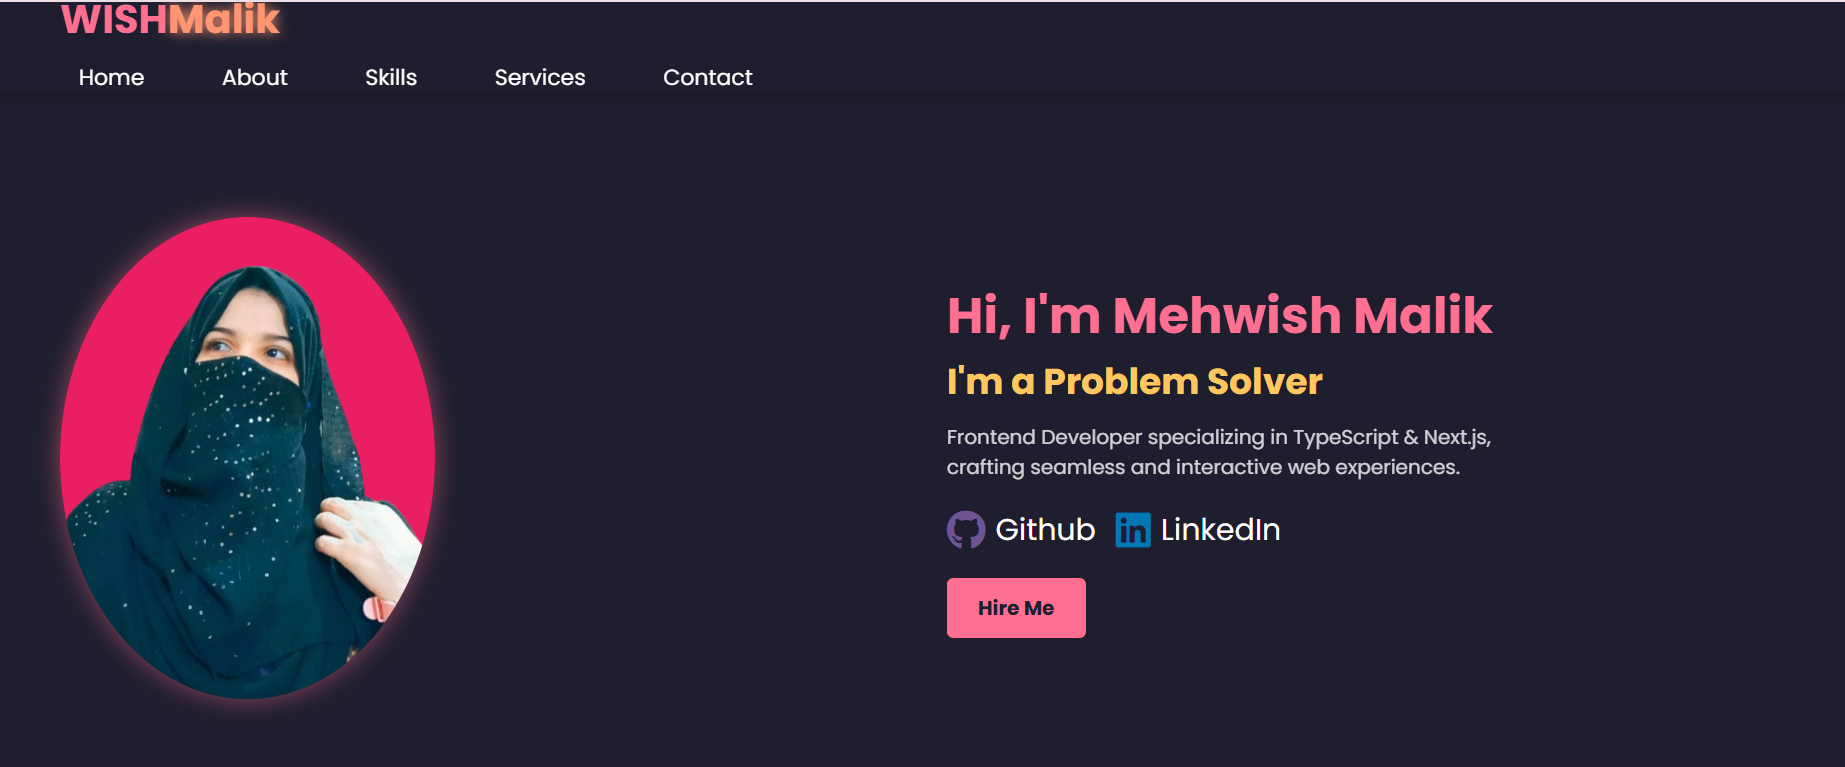 WISHMalik
Home About Skills Services Contact
Hi, I'm Mehwish Malik
I'm a Problem Solver
Frontend Developer specializing in TypeScript & Next.js,
crafting seamless and interactive web experiences.
Github in LinkedIn
Hire Me